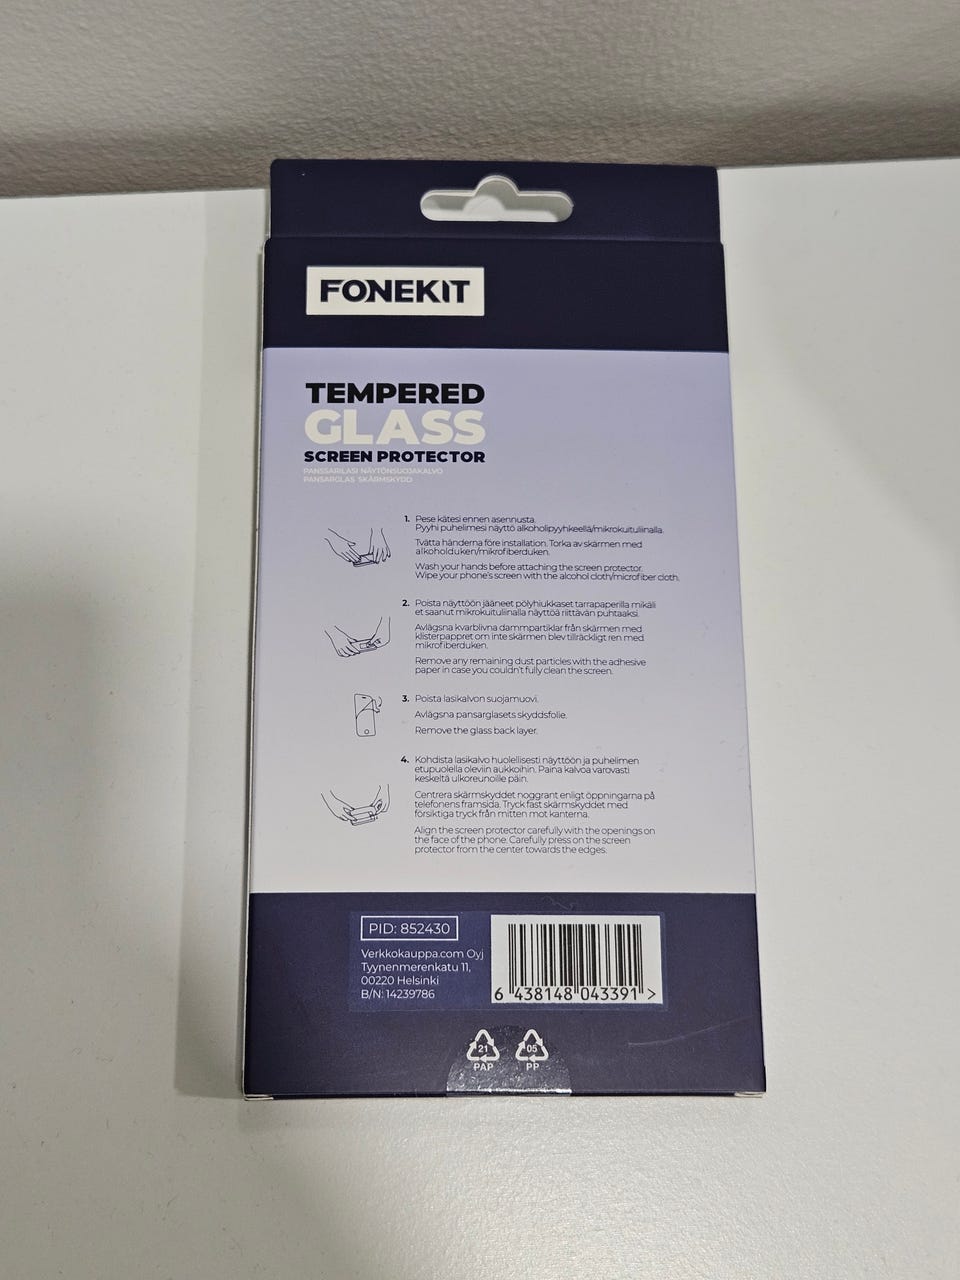 FONEKIT
TEMPERED
GLASS
SCREEN PROTECTOR
PANSSARILASI NÄYTÖNSUOJAKALVO
PANSARGLAS SKÄRMSKYDD
1. Pese kätesi ennen asennusta.
Pyyhi puhelimesi näyttö alkoholipyyhkeellä/mikrokuituliinalla.
Tvätta händerna före installation. Torka av skärmen med
alkoholduken/mikrofiberduken.
Wash your hands before attaching the screen protector.
Wipe your phone's screen with the alcohol cloth/microfiber cloth.
2. Poista näyttöön jääneet pölyhiukkaset tarrapaperilla mikäli
et saanut mikrokuituliinalla näyttöä riittävän puhtaaksi.
Avlägsna kvarblivna dammpartiklar från skärmen med
klisterpappret om inte skärmen blev tillräckligt ren med
mikrofiberduken.
Remove any remaining dust particles with the adhesive
paper in case you couldn't fully clean the screen.
3. Poista lasikalvon suojamuovi.
Avlägsna pansarglasets skyddsfolie.
Remove the glass back layer.
4. Kohdista lasikalvo huolellisesti näyttöön ja puhelimen
etupuolella oleviin aukkoihin. Paina kalvoa varovasti
keskeltä ulkoreunoille päin.
Centrera skärmskyddet noggrant enligt öppningarna på
telefonens framsida. Tryck fast skärmskyddet med
försiktiga tryck från mitten mot kanterna.
Align the screen protector carefully with the openings on
the face of the phone. Carefully press on the screen
protector from the center towards the edges.
PID: 852430
Verkkokauppa.com Oyj
Tyynenmerenkatu 11,
00220 Helsinki
B/N: 14239786
6 438148 043391 >
21 05
PAP PP